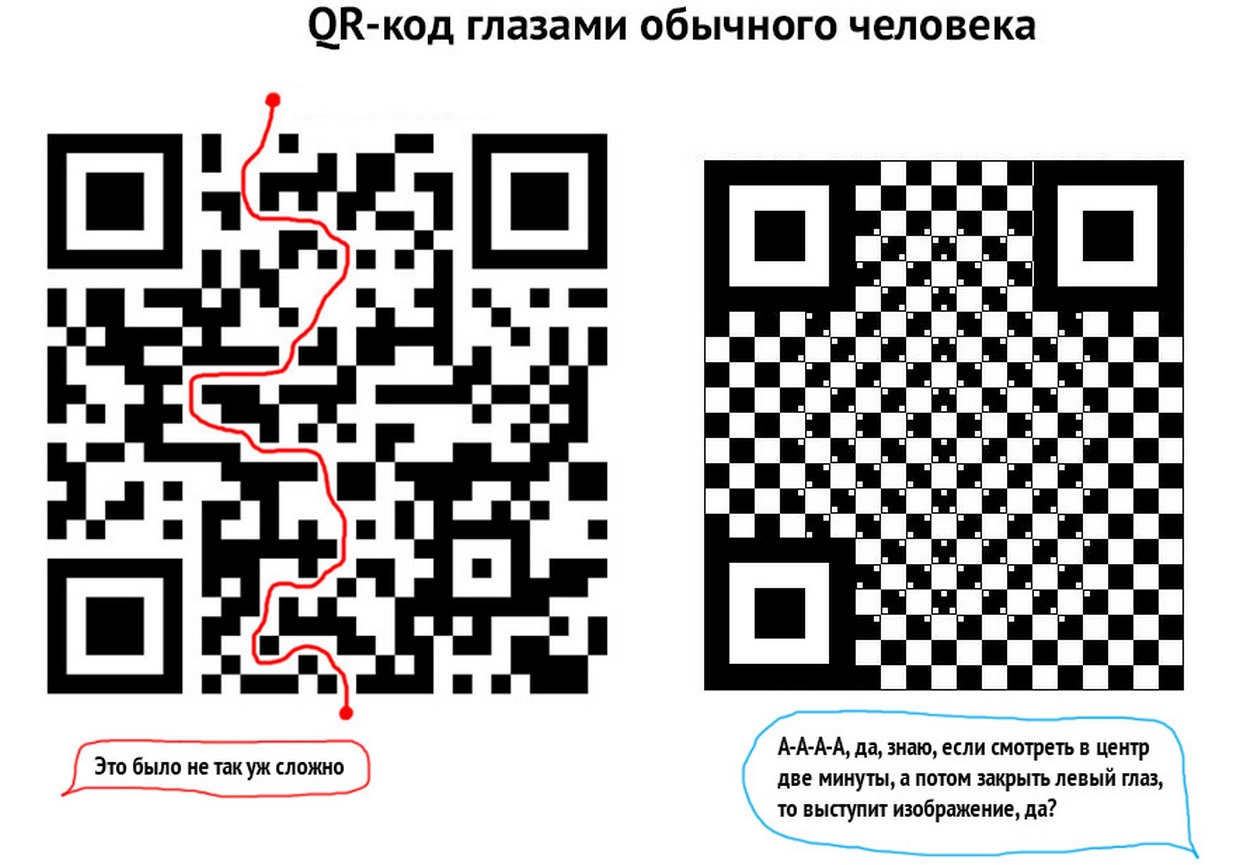 QR-код глазами обычного человека
Это было не так уж сложно
А-А-А-А, да, знаю, если смотреть в центр
две минуты, а потом закрыть левый глаз,
то выступит изображение, да?